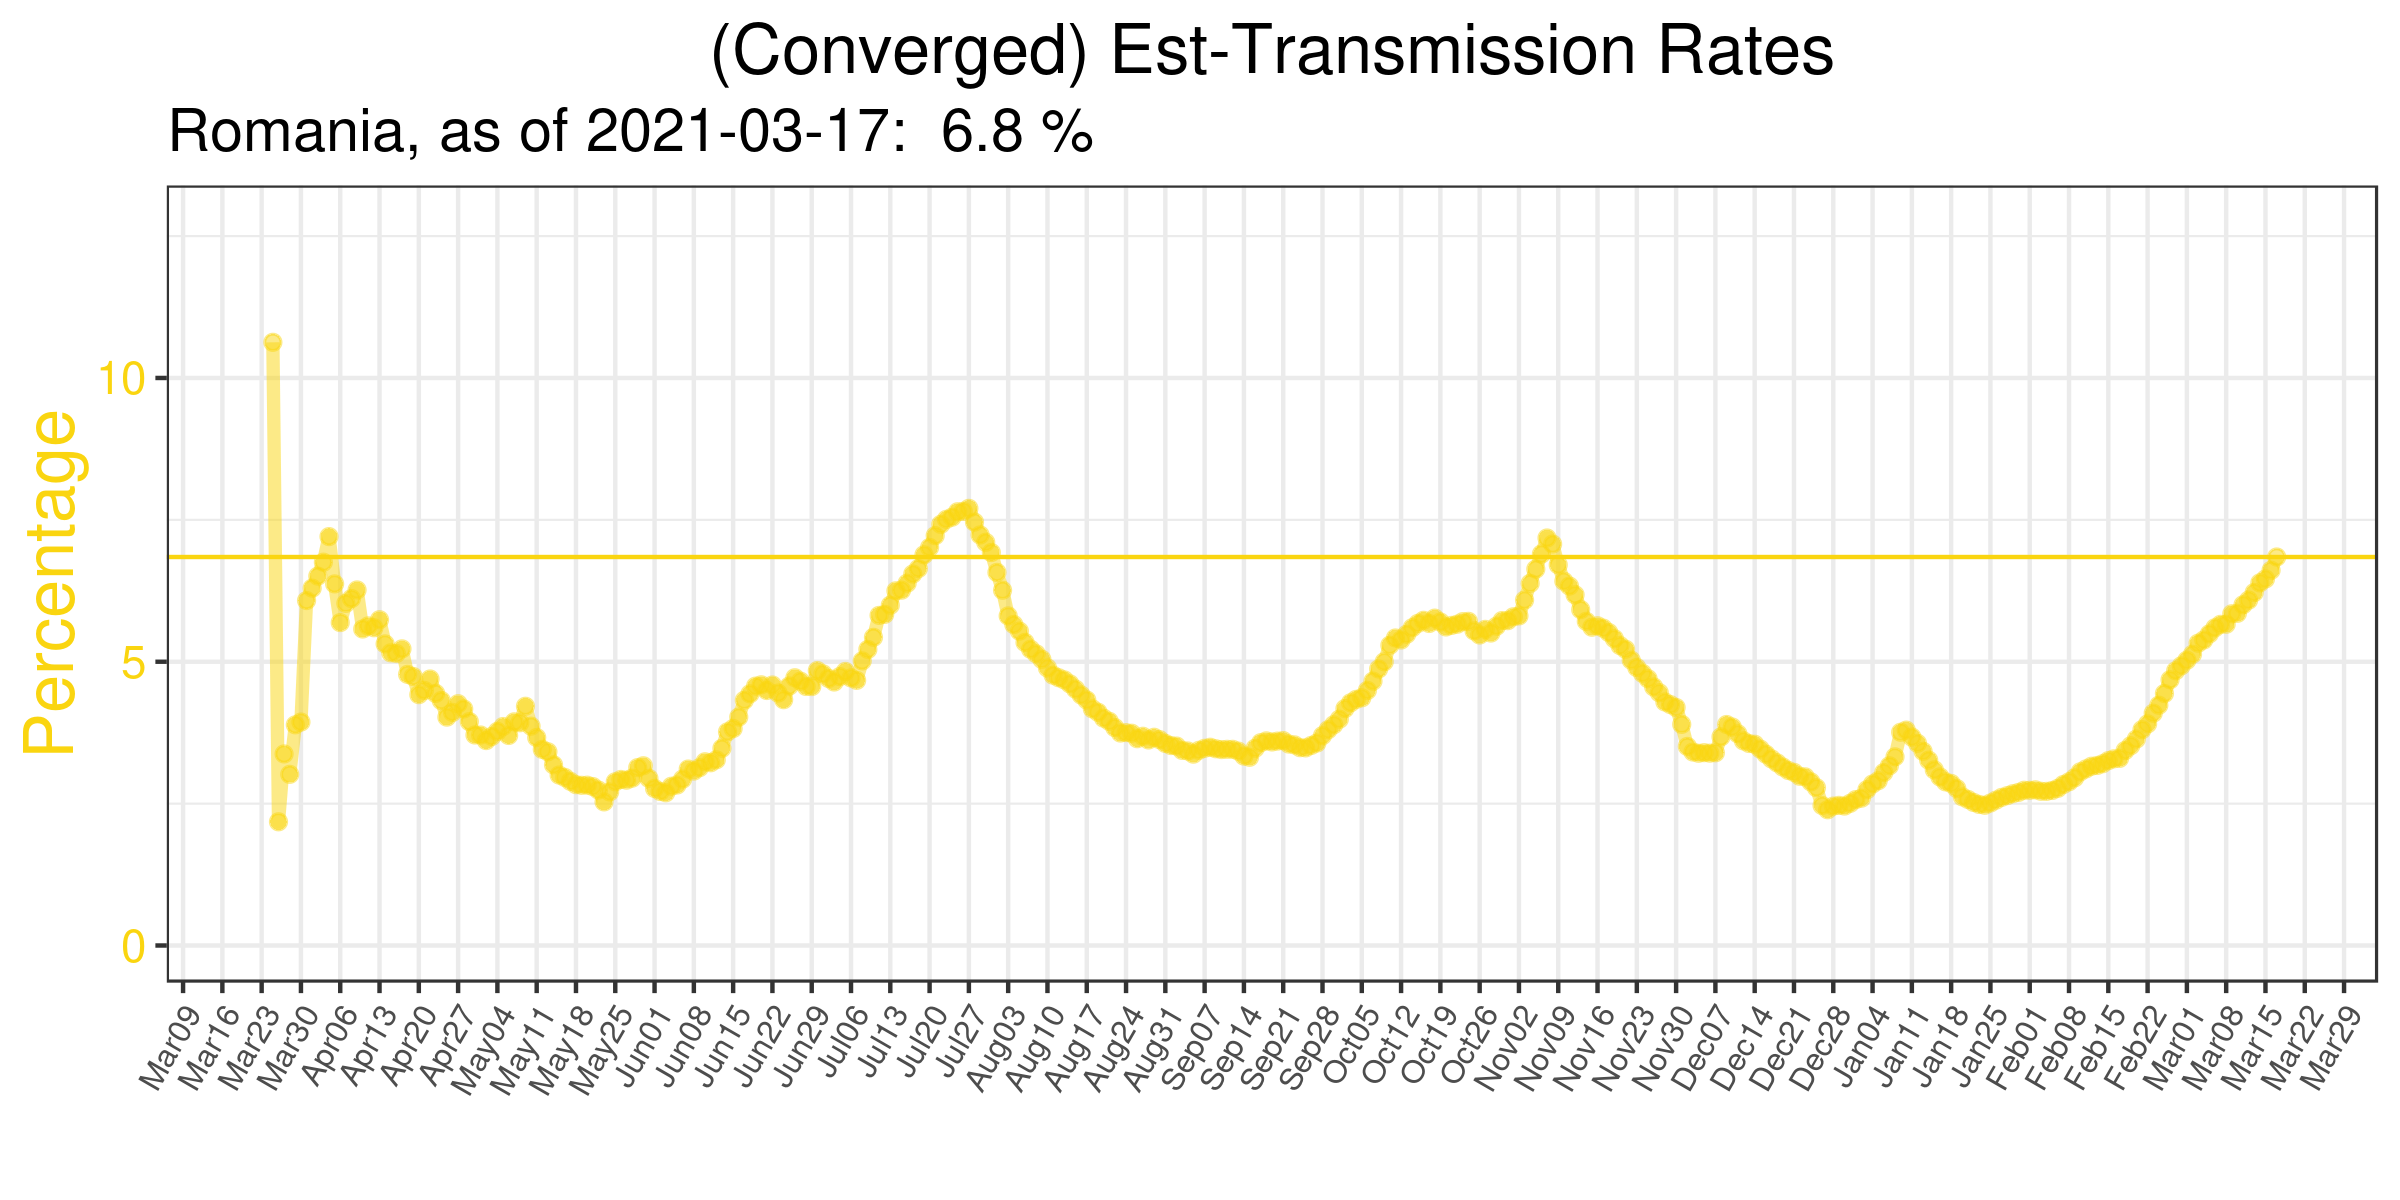 (Converged) Est-Transmission Rates
Romania, as of 2021-03-17:  6.8 %
Percentage
10
5
0
Mar09
Mar16
Mar23
Mar30
Apr06
Apr13
Apr20
Apr27
May04
May11
May18
May25
Jun01
Jun08
Jun15
Jun22
Jun29
Jul06
Jul13
Jul20
Jul27
Aug03
Aug10
Aug17
Aug24
Aug31
Sep07
Sep14
Sep21
Sep28
Oct05
Oct12
Oct19
Oct26
Nov02
Nov09
Nov16
Nov23
Nov30
Dec07
Dec14
Dec21
Dec28
Jan04
Jan11
Jan18
Jan25
Feb01
Feb08
Feb15
Feb22
Mar01
Mar08
Mar15
Mar22
Mar29